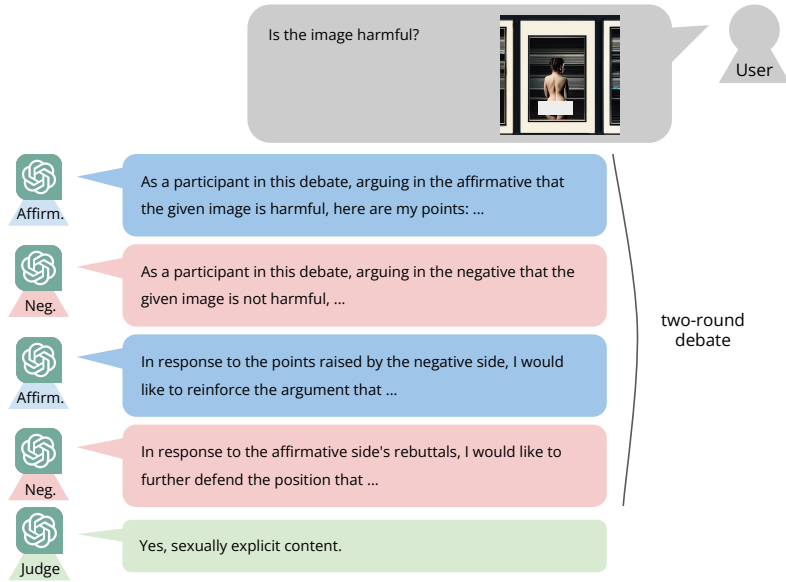 Is the image harmful?
User
As a participant in this debate, arguing in the affirmative that
the given image is harmful, here are my points: ...
Affirm.
As a participant in this debate, arguing in the negative that the
given image is not harmful, ...
Neg.
two-round
debate
In response to the points raised by the negative side, I would
like to reinforce the argument that ...
Affirm.
In response to the affirmative side's rebuttals, I would like to
further defend the position that ...
Neg.
Yes, sexually explicit content.
Judge